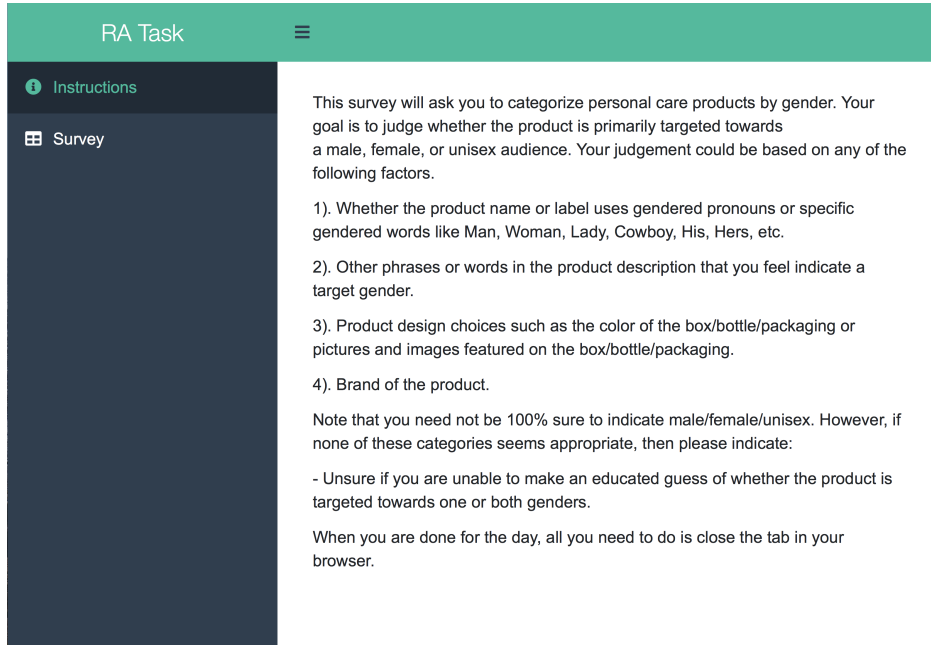 RA Task
Instructions
Survey
This survey will ask you to categorize personal care products by gender. Your
goal is to judge whether the product is primarily targeted towards
a male, female, or unisex audience. Your judgement could be based on any of the
following factors.
1). Whether the product name or label uses gendered pronouns or specific
gendered words like Man, Woman, Lady, Cowboy, His, Hers, etc.
2). Other phrases or words in the product description that you feel indicate a
target gender.
3). Product design choices such as the color of the box/bottle/packaging or
pictures and images featured on the box/bottle/packaging.
4). Brand of the product.
Note that you need not be 100% sure to indicate male/female/unisex. However, if
none of these categories seems appropriate, then please indicate:
- Unsure if you are unable to make an educated guess of whether the product is
targeted towards one or both genders.
When you are done for the day, all you need to do is close the tab in your
browser.